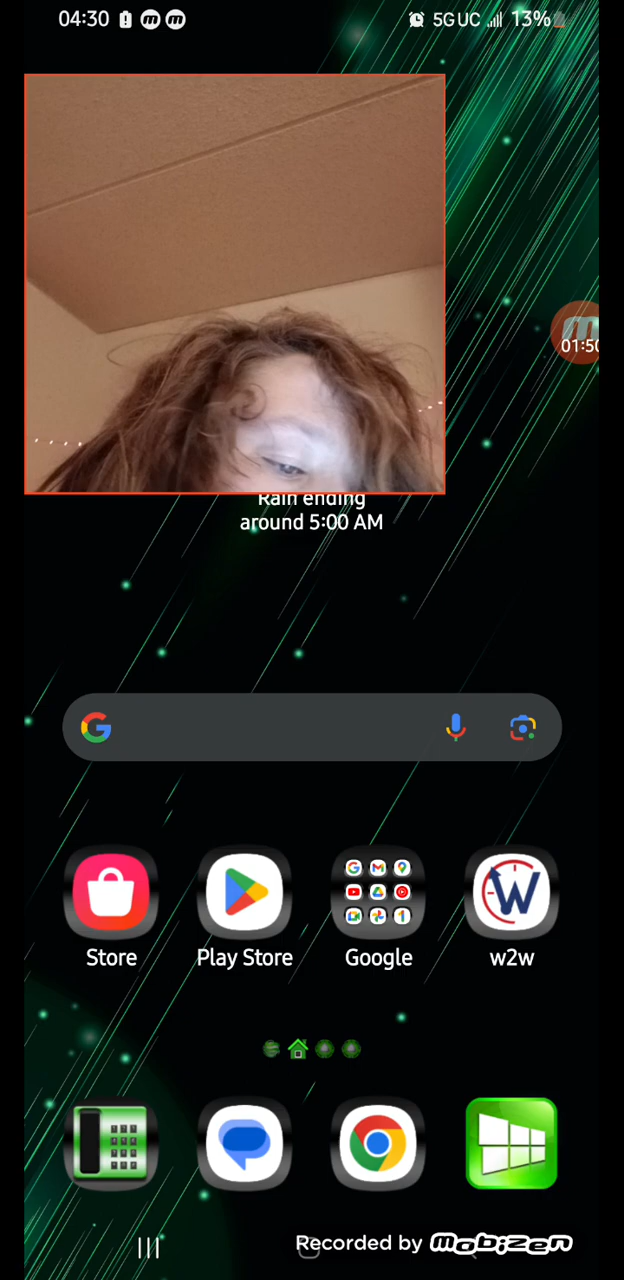 04:30
5G UC
13%
01:50
Rain ending
around 5:00 AM
Store
Play Store
Google
w2w
Recorded by mobizen